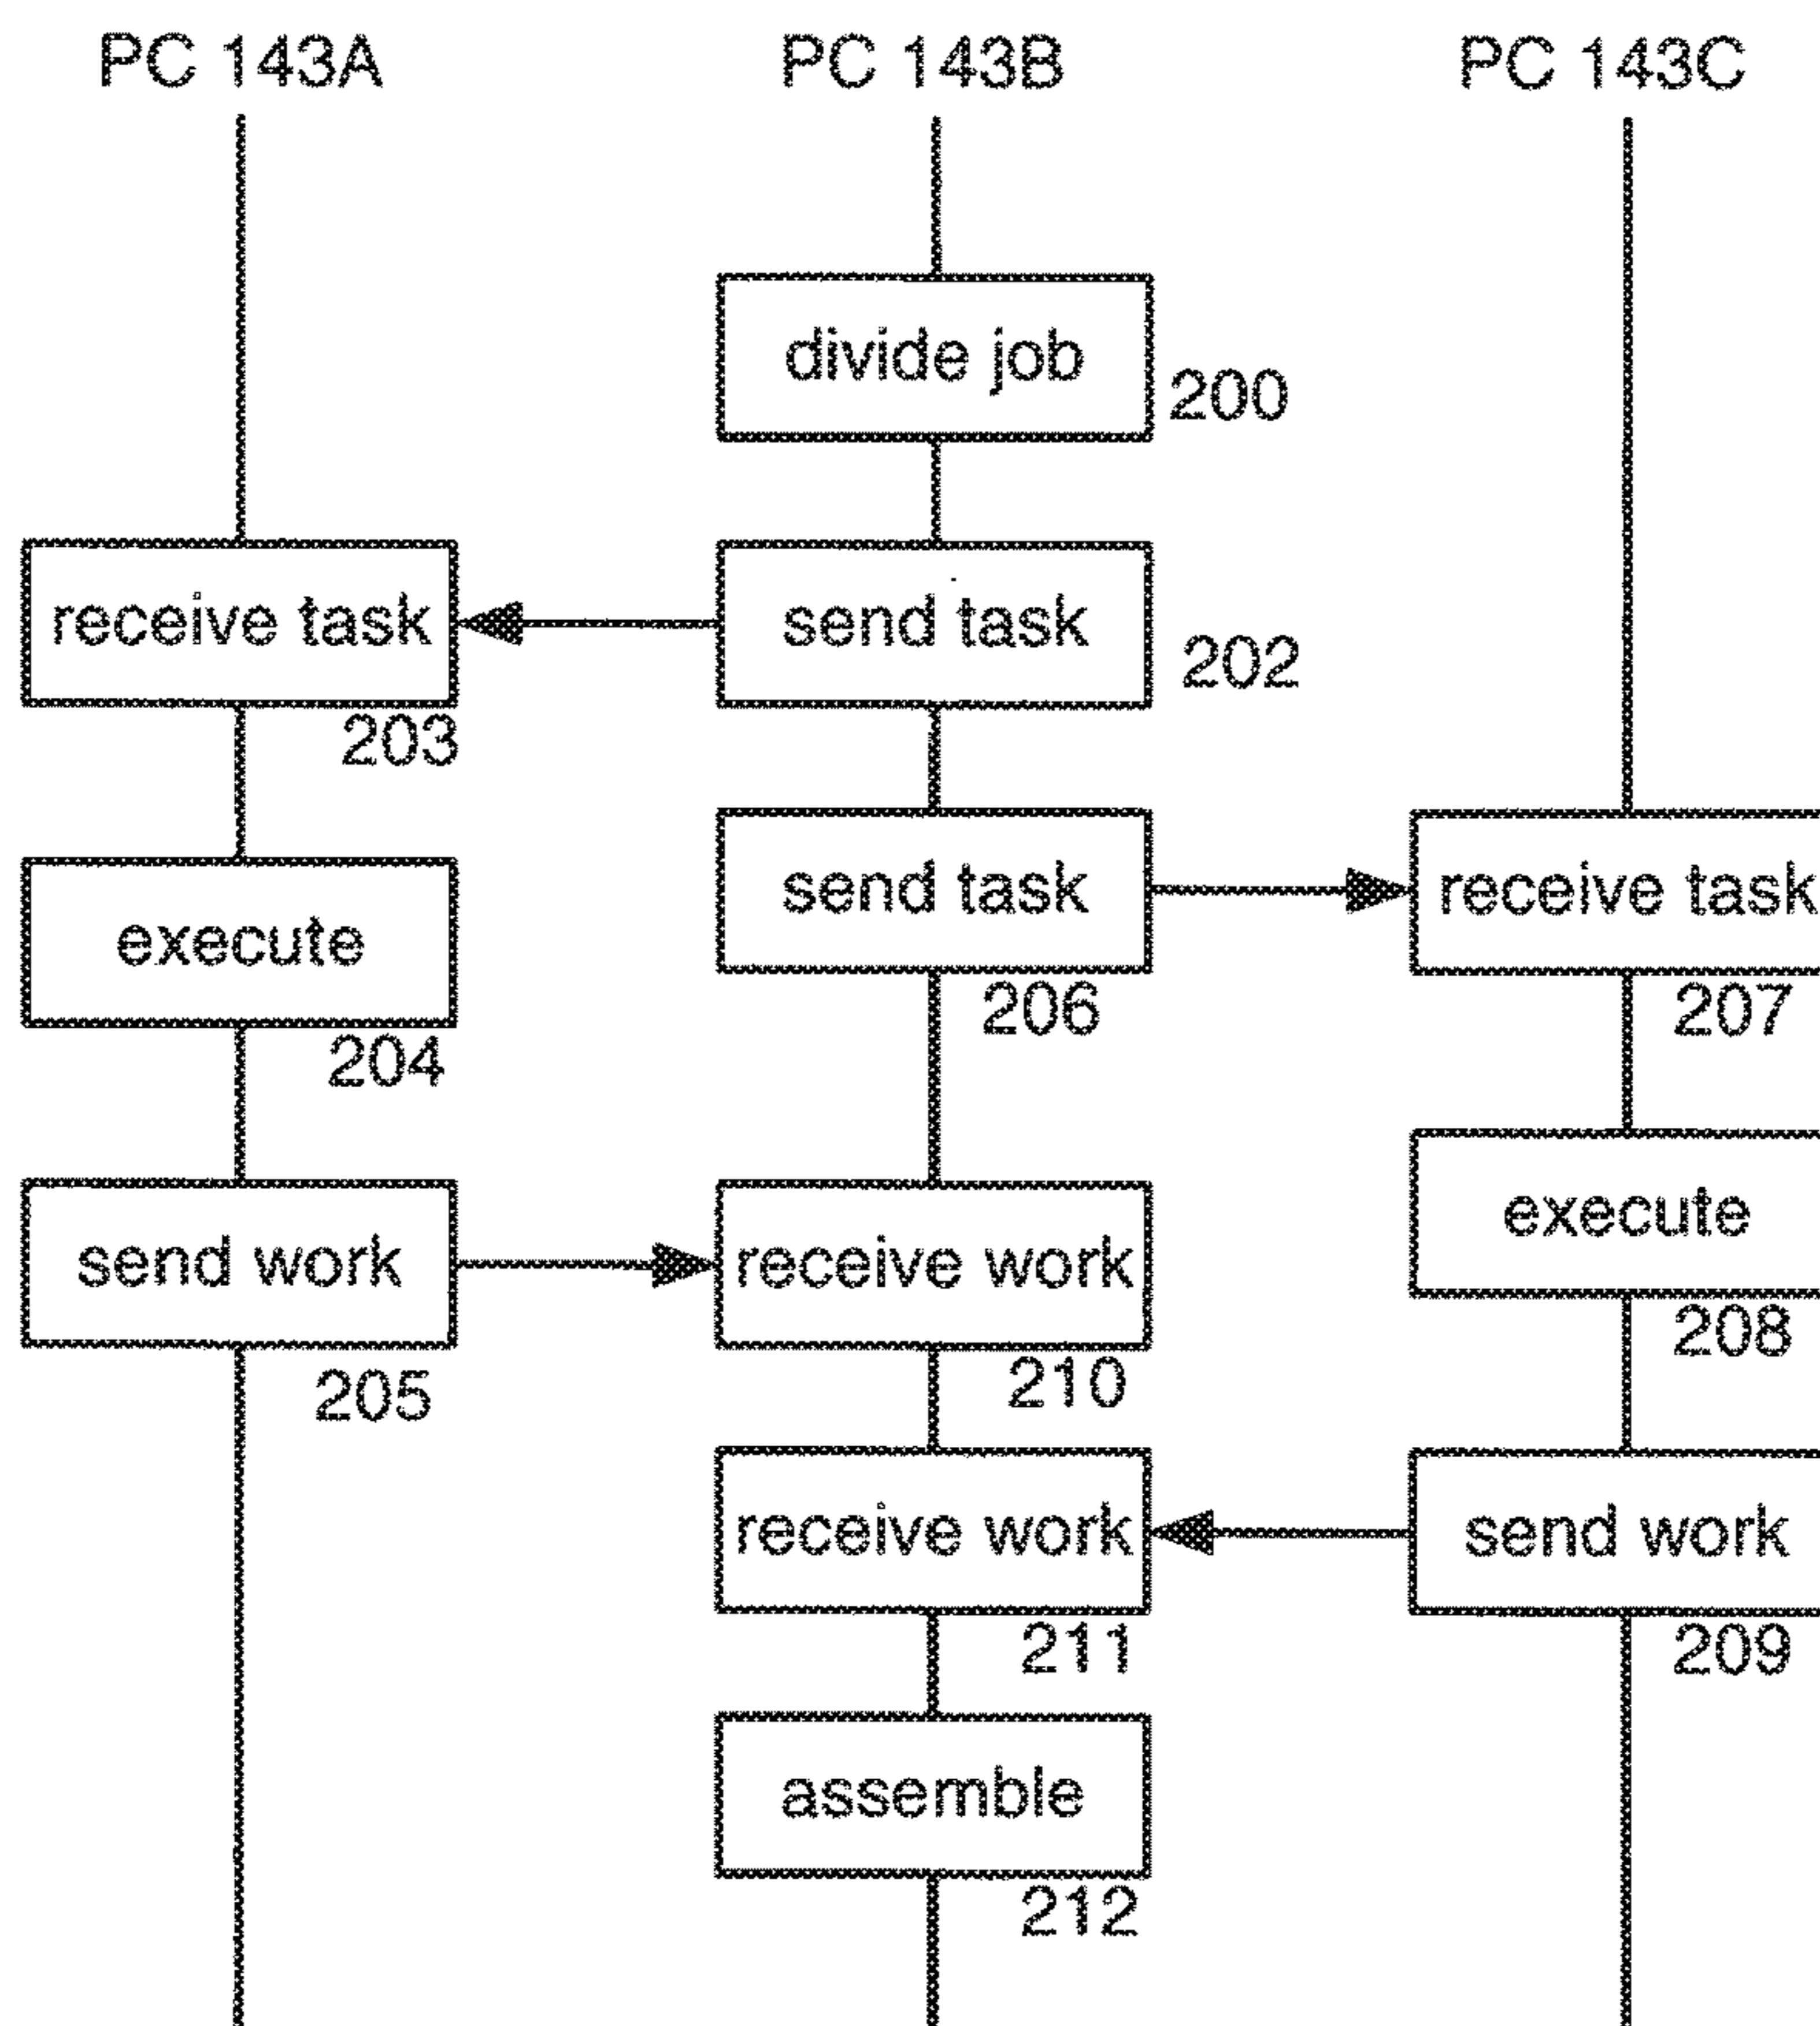 PC 143A PC 143B PC 143C
divide job
200
receive task send task
202
203
send task receive task
execute
206 207
204
execute
send work receive work
208
205 210
receive work send work
211 209
assemble
212